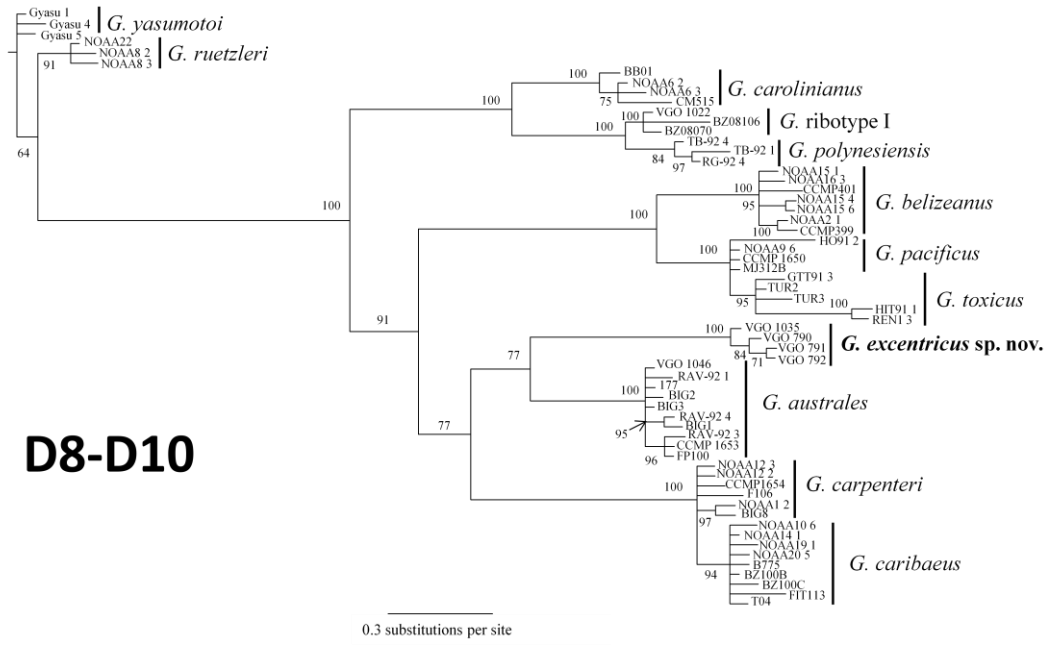 Gyasu 1
Gyasu 4
Gyasu 5
G. yasumotoi
NOAA22
NOAA8 2
NOAA8 3
G. ruetzleri
91
64
100
100
100
BB01
NOAA6 2
NOAA6 3
CM515
75
G. carolinianus
100
100
VGO 1022
BZ08106
BZ08070
G. ribotype I
TB-92 4
TB-92 1
RG-92 4
84
97
G. polynesiensis
91
100
100
NOAA15 1
NOAA16 3
CCMP401
NOAA15 4
NOAA15 6
NOAA2 1
CCMP399
95
100
G. belizeanus
100
HO91 2
NOAA9 6
CCMP 1650
MJ312B
G. pacificus
95
GTT91 3
TUR2
TUR3
100
HIT91 1
REN1 3
G. toxicus
77
77
100
VGO 1035
VGO 790
VGO 791
VGO 792
84
71
G. excentricus sp. nov.
100
VGO 1046
RAV-92 1
177
BIG2
BIG3
RAV-92 4
BIG1
RAV-92 3
CCMP 1653
FP100
95
96
G. australes
100
NOAA12 3
NOAA12 2
CCMP1654
F106
NOAA1 2
BIG8
97
G. carpenteri
94
NOAA10 6
NOAA14 1
NOAA19 1
NOAA20 5
B775
BZ100B
BZ100C
FIT113
T04
G. caribaeus
D8-D10
0.3 substitutions per site